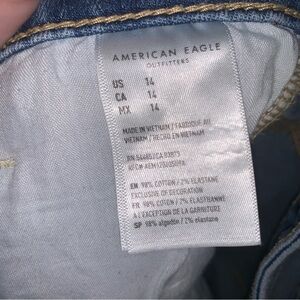 AMERICAN EAGLE
OUTFITTERS
US 14
CA 14
MX 14
MADE IN VIETNAM / FABRIQUÉ AU
VIETNAM / HECHO EN VIETNAM
EN 98% COTTON / 2% ELASTANE
EXCLUSIVE OF DECORATION
FR 98% COTON / 2% ELASTHANNE
À L'EXCEPTION DE LA GARNITURE
SP 98% algodón / 2% elastano